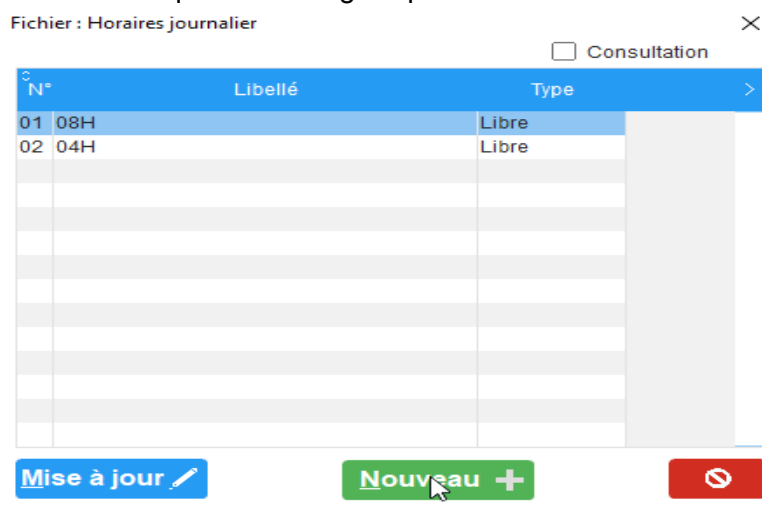 Fichier : Horaires journalier
Consultation
N° Libellé Type >
01 08H Libre
02 04H Libre
Mise à jour Nouveau